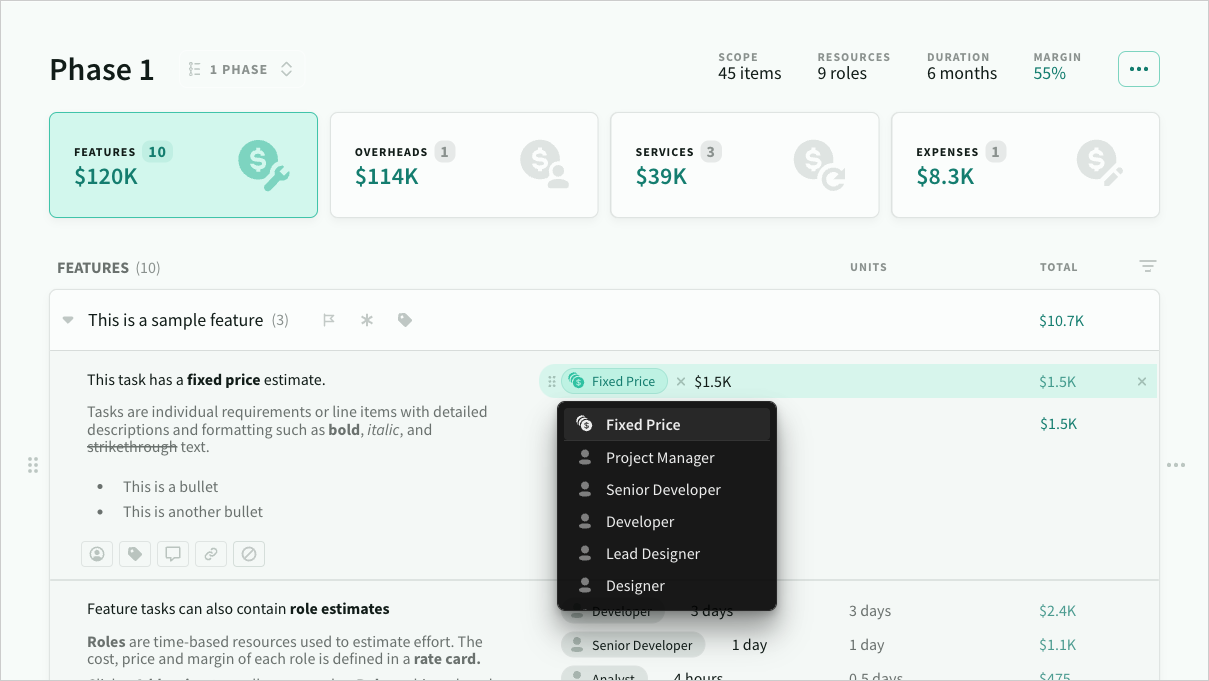 Phase 1
1 PHASE
SCOPE
45 items
RESOURCES
9 roles
DURATION
6 months
MARGIN
55%
FEATURES 10
$120K
OVERHEADS 1
$114K
SERVICES 3
$39K
EXPENSES 1
$8.3K
FEATURES (10)
UNITS
TOTAL
This is a sample feature (3)
$10.7K
This task has a fixed price estimate.
Fixed Price × $1.5K
$1.5K ×
Tasks are individual requirements or line items with detailed
descriptions and formatting such as bold, italic, and
strikethrough text.
$1.5K
• This is a bullet
• This is another bullet
Fixed Price
Project Manager
Senior Developer
Developer
Lead Designer
Designer
Feature tasks can also contain role estimates
Developer 3 days
3 days
$2.4K
Roles are time-based resources used to estimate effort. The
cost, price and margin of each role is defined in a rate card.
Senior Developer 1 day
1 day
$1.1K
Analyst 4 hours
0.5 days
$475